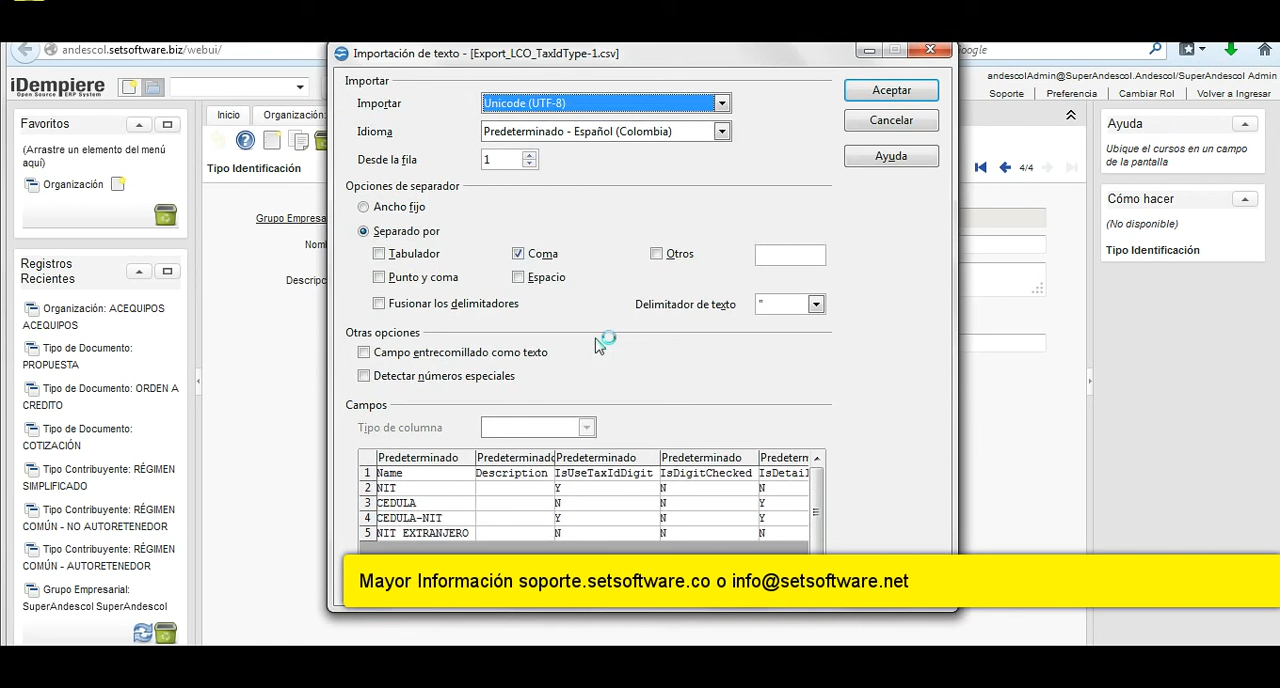 andescol.setsoftware.biz/webui/
Importación de texto - [Export_LCO_TaxIdType-1.csv]
oogle
iDempiere
Open Source ERP System
andescolAdmin@SuperAndescol.Andescol/SuperAndescol Admin
Soporte Preferencia Cambiar Rol Volver a Ingresar
Favoritos
(Arrastre un elemento del menú
aquí)
Organización
Registros
Recientes
Organización: ACEQUIPOS
ACEQUIPOS
Tipo de Documento:
PROPUESTA
Tipo de Documento: ORDEN A
CREDITO
Tipo de Documento:
COTIZACIÓN
Tipo Contribuyente: RÉGIMEN
SIMPLIFICADO
Tipo Contribuyente: RÉGIMEN
COMÚN - NO AUTORETENEDOR
Tipo Contribuyente: RÉGIMEN
COMÚN - AUTORETENEDOR
Grupo Empresarial:
SuperAndescol SuperAndescol
Inicio Organización:
Tipo Identificación
Grupo Empresa
Nom
Descripc
Importar
Importar Unicode (UTF-8)
Idioma Predeterminado - Español (Colombia)
Desde la fila 1
Aceptar
Cancelar
Ayuda
Opciones de separador
Ancho fijo
Separado por
Tabulador Coma Otros
Punto y coma Espacio
Fusionar los delimitadores Delimitador de texto "
Otras opciones
Campo entrecomillado como texto
Detectar números especiales
Campos
Tipo de columna
Predeterminado Predeterminado Predeterminado Predeterminado Predeterm
1 Name Description IsUseTaxIdDigit IsDigitChecked IsDetail
2 NIT Y N N
3 CEDULA N N Y
4 CEDULA-NIT Y N Y
5 NIT EXTRANJERO N N N
4/4
Ayuda
Ubique el cursos en un campo
de la pantalla
Cómo hacer
(No disponible)
Tipo Identificación
Mayor Información soporte.setsoftware.co o info@setsoftware.net